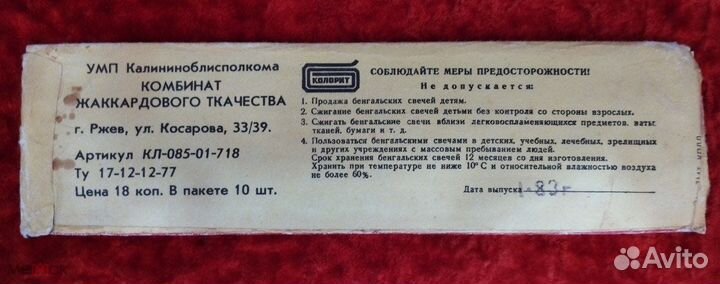 УМП Калининоблисполкома
КОМБИНАТ
ЖАККАРДОВОГО ТКАЧЕСТВА
г. Ржев, ул. Косарова, 33/39.
Артикул КЛ-085-01-718
Ту 17-12-12-77
Цена 18 коп. В пакете 10 шт.
КОЛОРИТ
СОБЛЮДАЙТЕ МЕРЫ ПРЕДОСТОРОЖНОСТИ!
Не допускается:
1. Продажа бенгальских свечей детям.
2. Сжигание бенгальских свечей детьми без контроля со стороны взрослых.
3. Сжигать бенгальские свечи вблизи легковоспламеняющихся предметов, ваты, тканей, бумаги и т. д.
4. Пользоваться бенгальскими свечами в детских, учебных, лечебных, зрелищных
и других учреждениях с массовым пребыванием людей.
Срок хранения бенгальских свечей 12 месяцев со дня изготовления.
Хранить при температуре не ниже 10°С и относительной влажностью воздуха
не более 60%.
Дата выпуска 83г
Avito